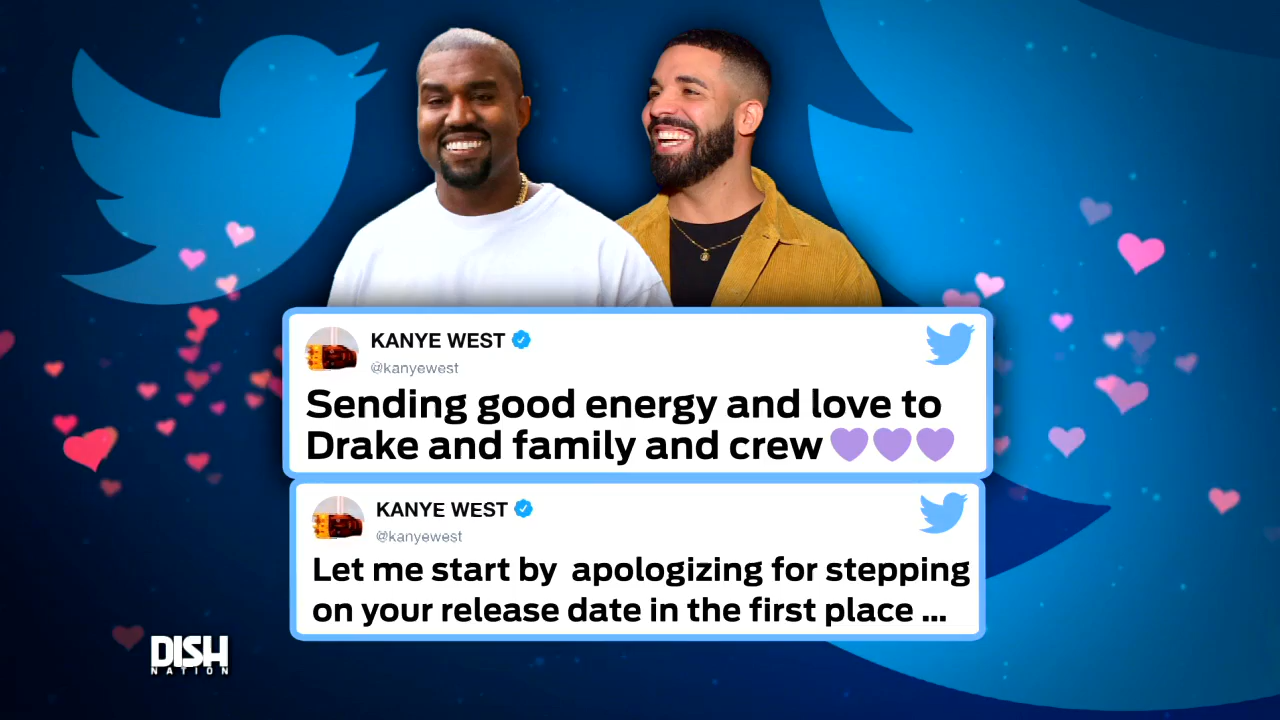 KANYE WEST
@kanyewest
Sending good energy and love to
Drake and family and crew 💜💜💜
KANYE WEST
@kanyewest
Let me start by apologizing for stepping
on your release date in the first place ...
DISH
NATION